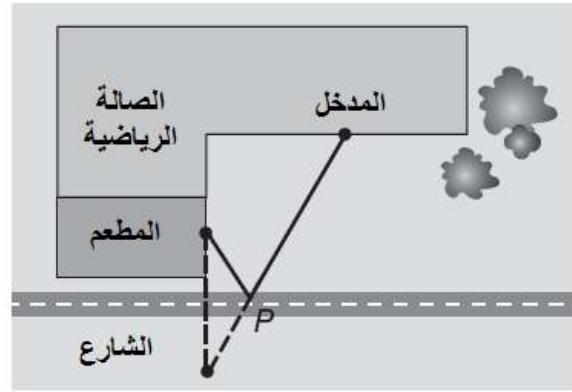 الصالة
الرياضية
المدخل
المطعم
P
الشارع